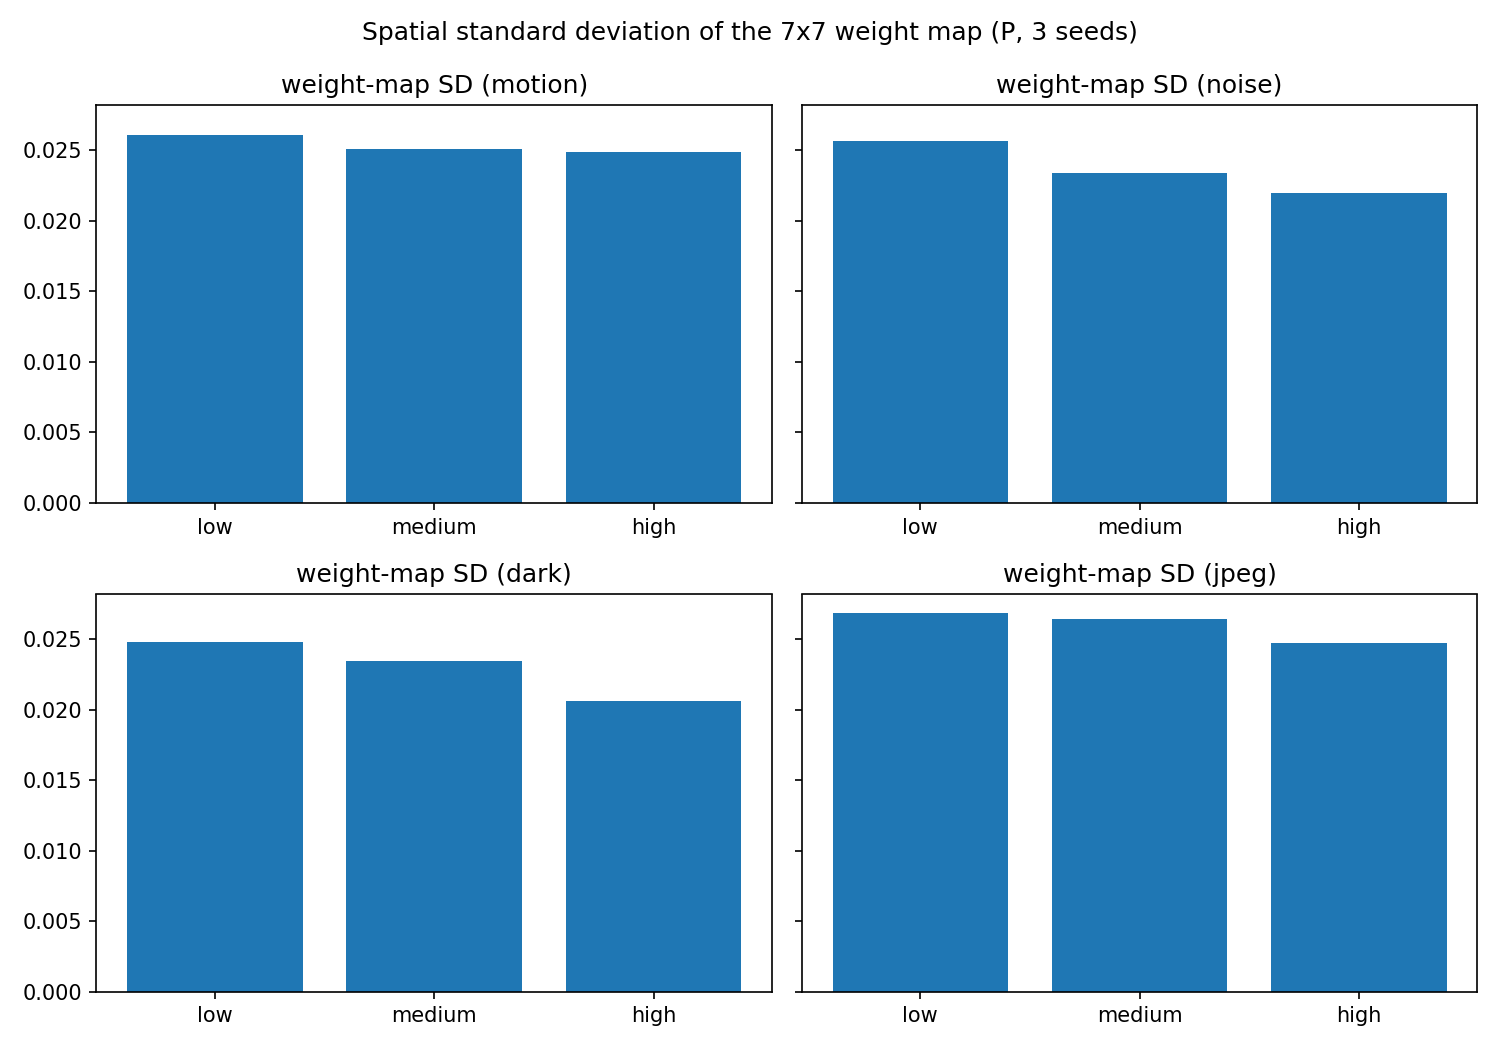 Spatial standard deviation of the 7x7 weight map (P, 3 seeds)
weight-map SD (motion)
0.025
0.020
0.015
0.010
0.005
0.000
low medium high
weight-map SD (noise)
low medium high
weight-map SD (dark)
0.025
0.020
0.015
0.010
0.005
0.000
low medium high
weight-map SD (jpeg)
low medium high